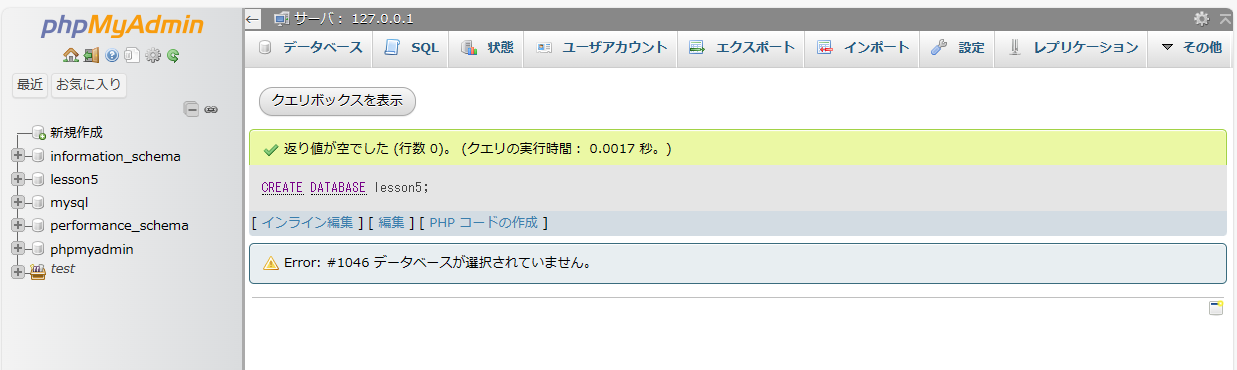 phpMyAdmin
最近 お気に入り
新規作成
information_schema
lesson5
mysql
performance_schema
phpmyadmin
test
サーバ： 127.0.0.1
データベース SQL 状態 ユーザアカウント エクスポート インポート 設定 レプリケーション その他
クエリボックスを表示
返り値が空でした (行数 0)。 (クエリの実行時間： 0.0017 秒。)
CREATE DATABASE lesson5;
[ インライン編集 ] [ 編集 ] [ PHP コードの作成 ]
Error: #1046 データベースが選択されていません。